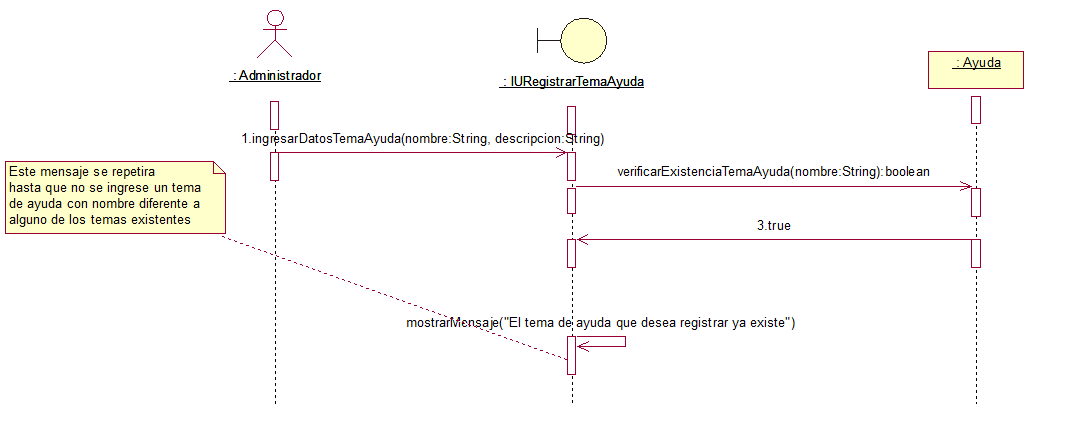 : Administrador
: IURegistrarTemaAyuda
: Ayuda
1.ingresarDatosTemaAyuda(nombre:String, descripcion:String)
Este mensaje se repetira
hasta que no se ingrese un tema
de ayuda con nombre diferente a
alguno de los temas existentes
verificarExistenciaTemaAyuda(nombre:String):boolean
3.true
mostrarMensaje("El tema de ayuda que desea registrar ya existe")